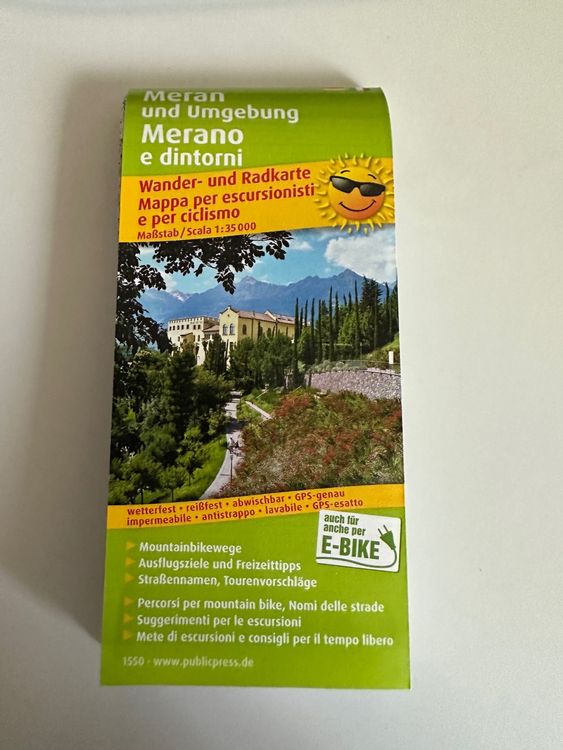 Meran
und Umgebung
Merano
e dintorni
Wander- und Radkarte
Mappa per escursionisti
e per ciclismo
Maßstab/Scala 1:35 000
wetterfest • reißfest • abwischbar • GPS-genau
impermeabile • antistrappo • lavabile • GPS-esatto
auch für
anche per
E-BIKE
Mountainbikewege
Ausflugsziele und Freizeittipps
Straßennamen, Tourenvorschläge
Percorsi per mountain bike, Nomi delle strade
Suggerimenti per le escursioni
Mete di escursioni e consigli per il tempo libero
1550 · www.publicpress.de